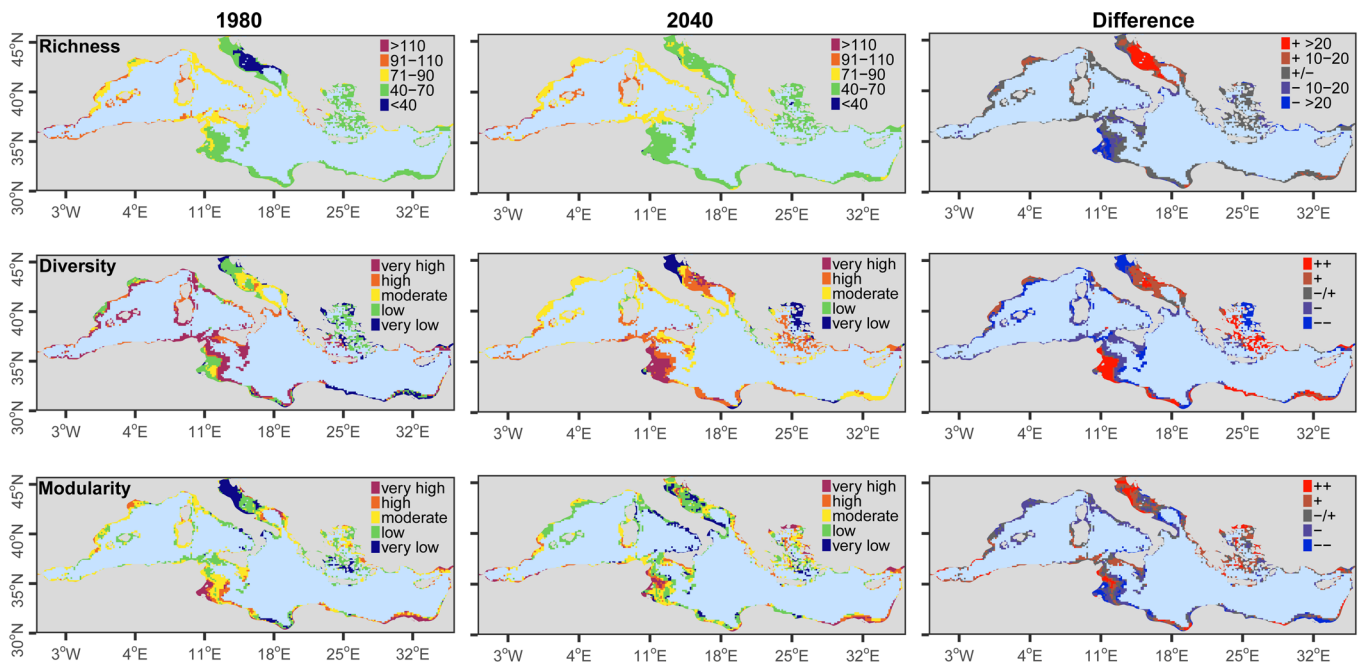 1980
2040
Difference
Richness
>110
91−110
71−90
40−70
<40
>110
91−110
71−90
40−70
<40
+ >20
+ 10−20
+/−
− 10−20
− >20
45°N
40°N
35°N
30°N
3°W 4°E 11°E 18°E 25°E 32°E
3°W 4°E 11°E 18°E 25°E 32°E
3°W 4°E 11°E 18°E 25°E 32°E
Diversity
very high
high
moderate
low
very low
very high
high
moderate
low
very low
++
+
−/+
−
−−
45°N
40°N
35°N
30°N
3°W 4°E 11°E 18°E 25°E 32°E
3°W 4°E 11°E 18°E 25°E 32°E
3°W 4°E 11°E 18°E 25°E 32°E
Modularity
very high
high
moderate
low
very low
very high
high
moderate
low
very low
++
+
−/+
−
−−
45°N
40°N
35°N
30°N
3°W 4°E 11°E 18°E 25°E 32°E
3°W 4°E 11°E 18°E 25°E 32°E
3°W 4°E 11°E 18°E 25°E 32°E